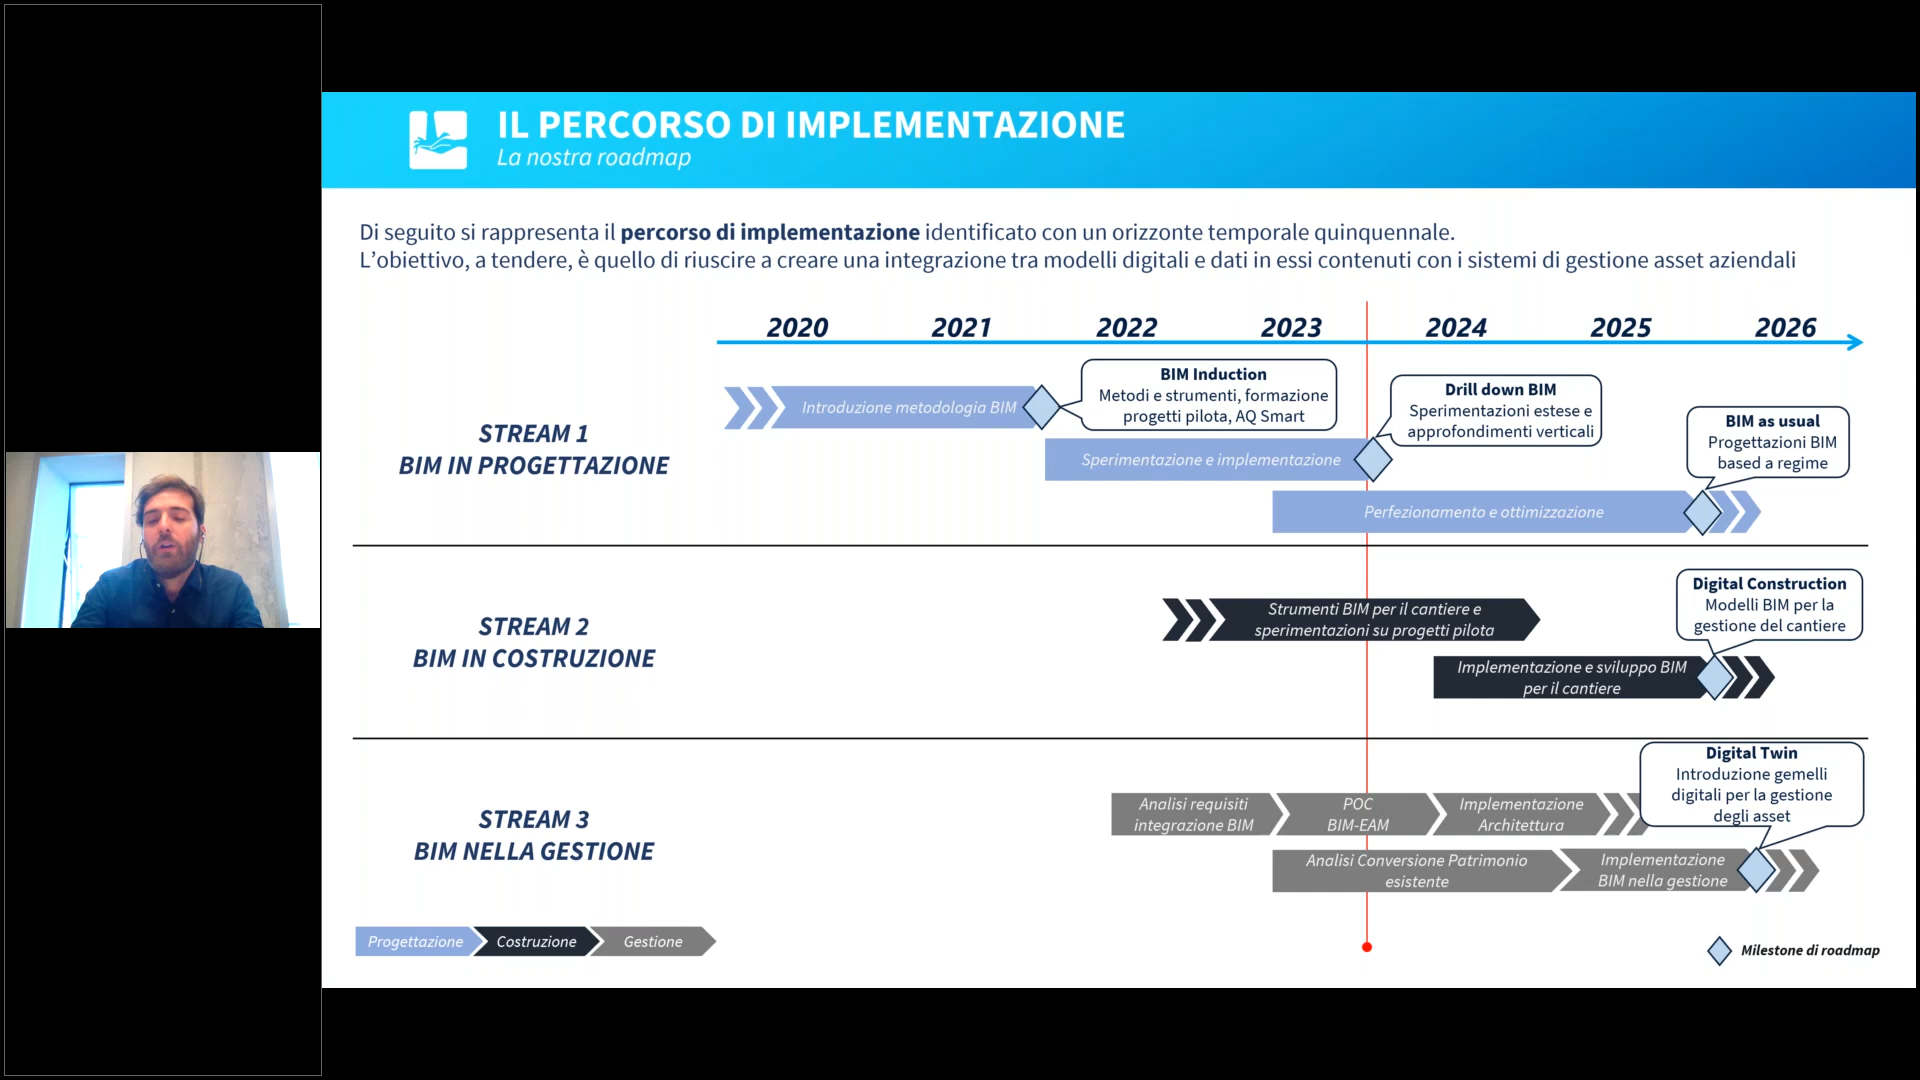 IL PERCORSO DI IMPLEMENTAZIONE
La nostra roadmap
Di seguito si rappresenta il percorso di implementazione identificato con un orizzonte temporale quinquennale.
L'obiettivo, a tendere, è quello di riuscire a creare una integrazione tra modelli digitali e dati in essi contenuti con i sistemi di gestione asset aziendali
2020 2021 2022 2023 2024 2025 2026
STREAM 1
BIM IN PROGETTAZIONE
Introduzione metodologia BIM
BIM Induction
Metodi e strumenti, formazione
progetti pilota, AQ Smart
Sperimentazione e implementazione
Drill down BIM
Sperimentazioni estese e
approfondimenti verticali
Perfezionamento e ottimizzazione
BIM as usual
Progettazioni BIM
based a regime
STREAM 2
BIM IN COSTRUZIONE
Strumenti BIM per il cantiere e
sperimentazioni su progetti pilota
Implementazione e sviluppo BIM
per il cantiere
Digital Construction
Modelli BIM per la
gestione del cantiere
STREAM 3
BIM NELLA GESTIONE
Analisi requisiti
integrazione BIM
POC
BIM-EAM
Implementazione
Architettura
Digital Twin
Introduzione gemelli
digitali per la gestione
degli asset
Analisi Conversione Patrimonio
esistente
Implementazione
BIM nella gestione
Progettazione Costruzione Gestione
Milestone di roadmap